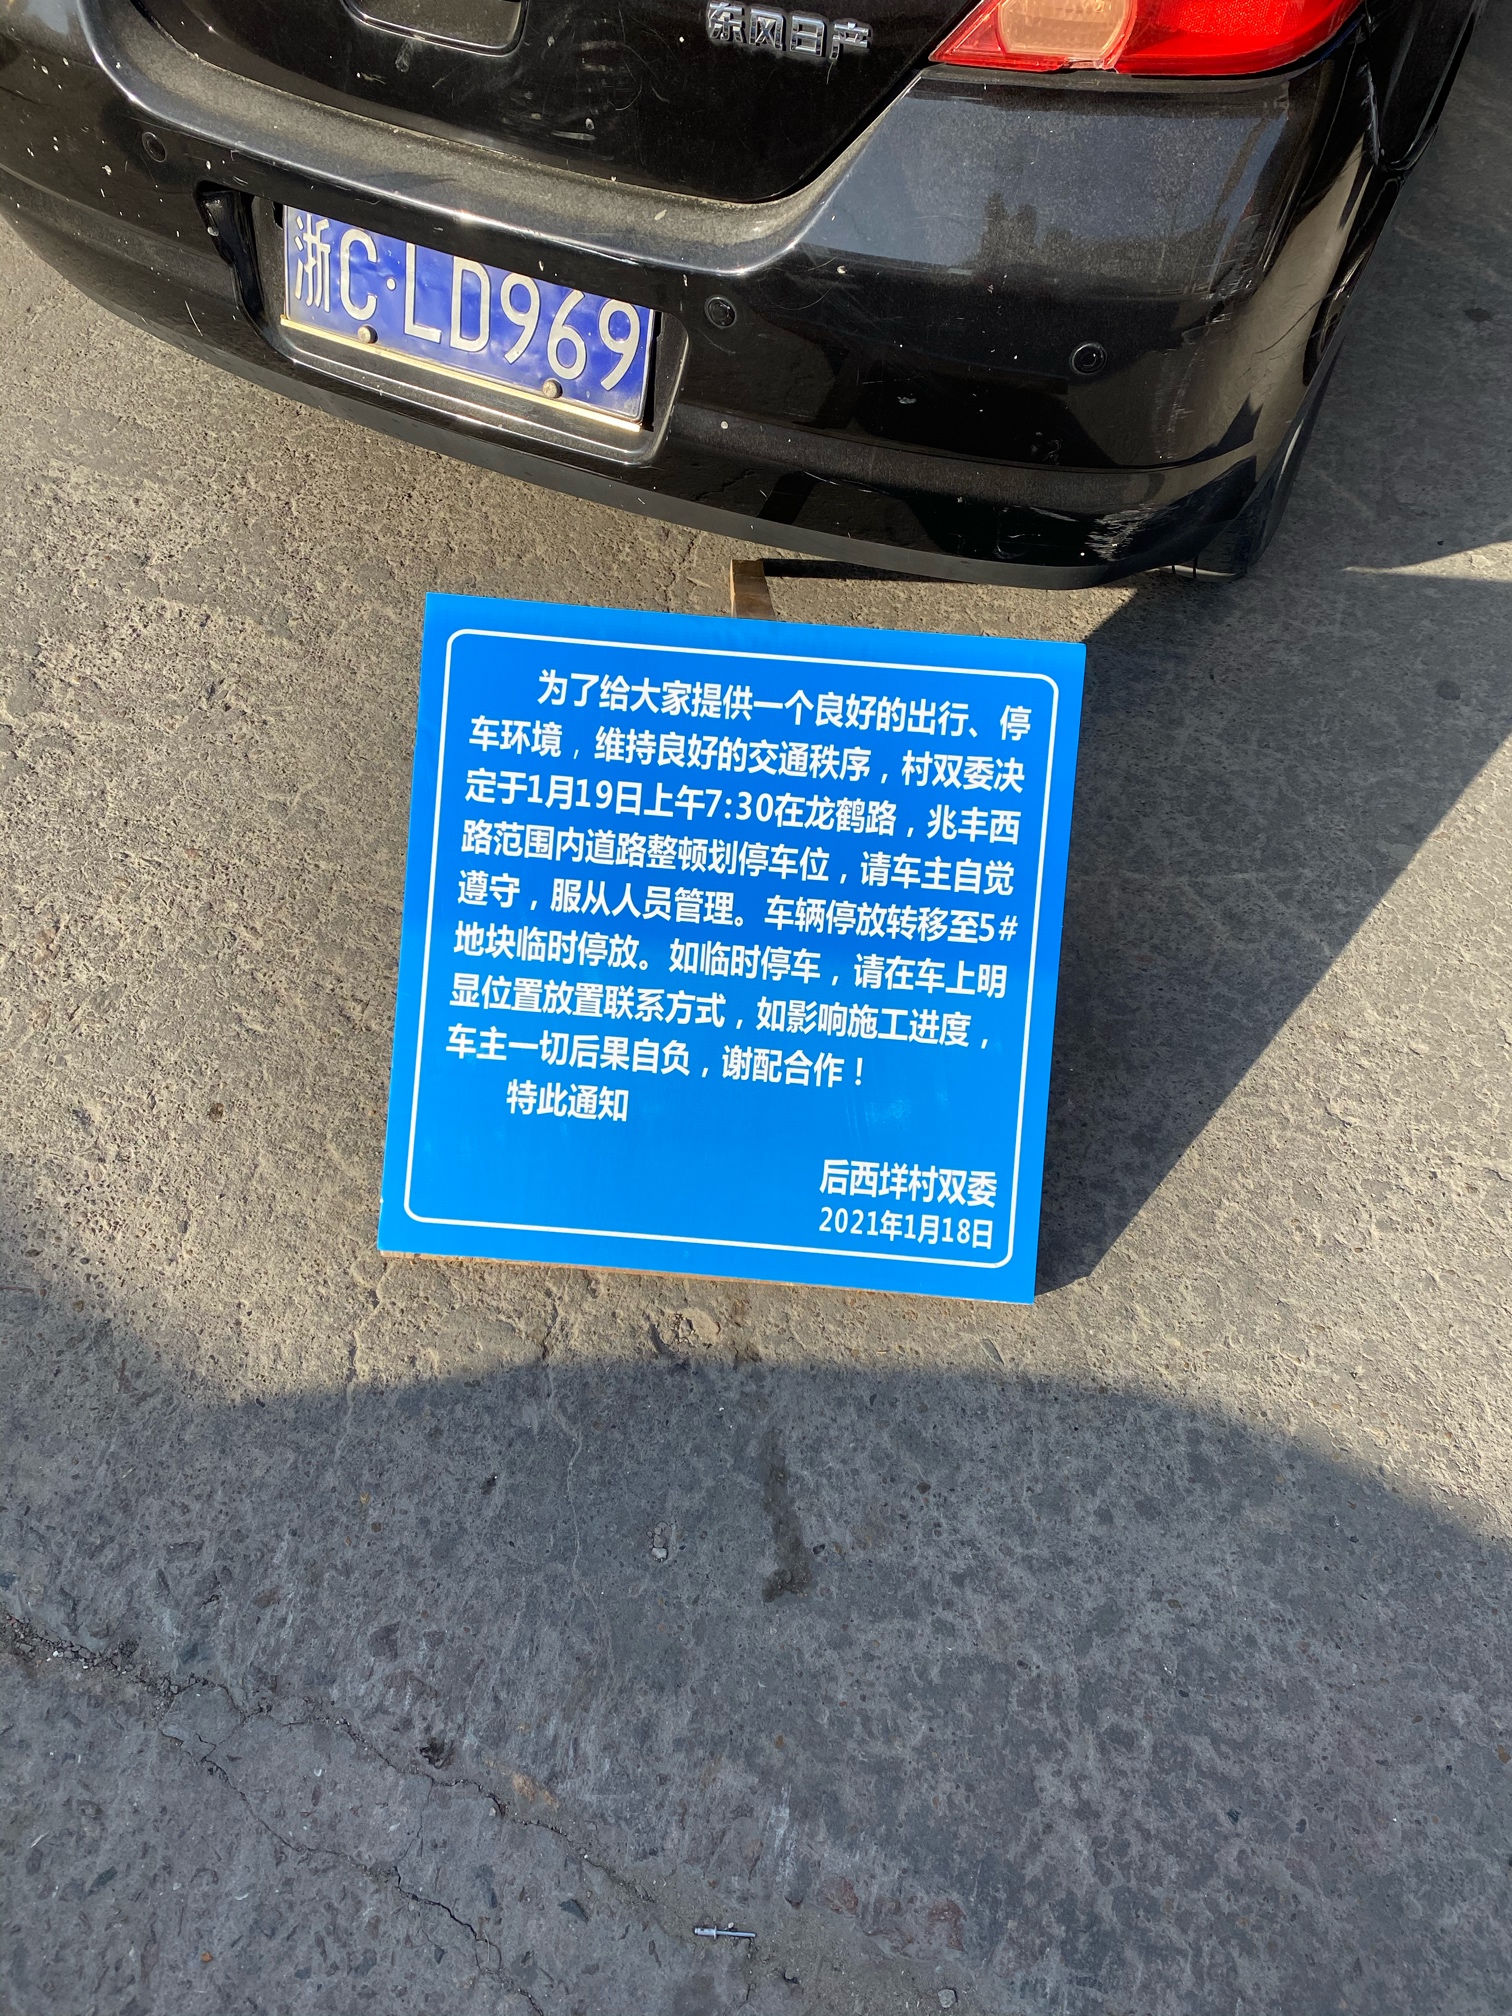 东风日产
浙C·LD969
为了给大家提供一个良好的出行、停
车环境，维持良好的交通秩序，村双委决
定于1月19日上午7:30在龙鹤路，兆丰西
路范围内道路整顿划停车位，请车主自觉
遵守，服从人员管理。车辆停放转移至5#
地块临时停放。如临时停车，请在车上明
显位置放置联系方式，如影响施工进度，
车主一切后果自负，谢配合作！
特此通知
后西垟村双委
2021年1月18日